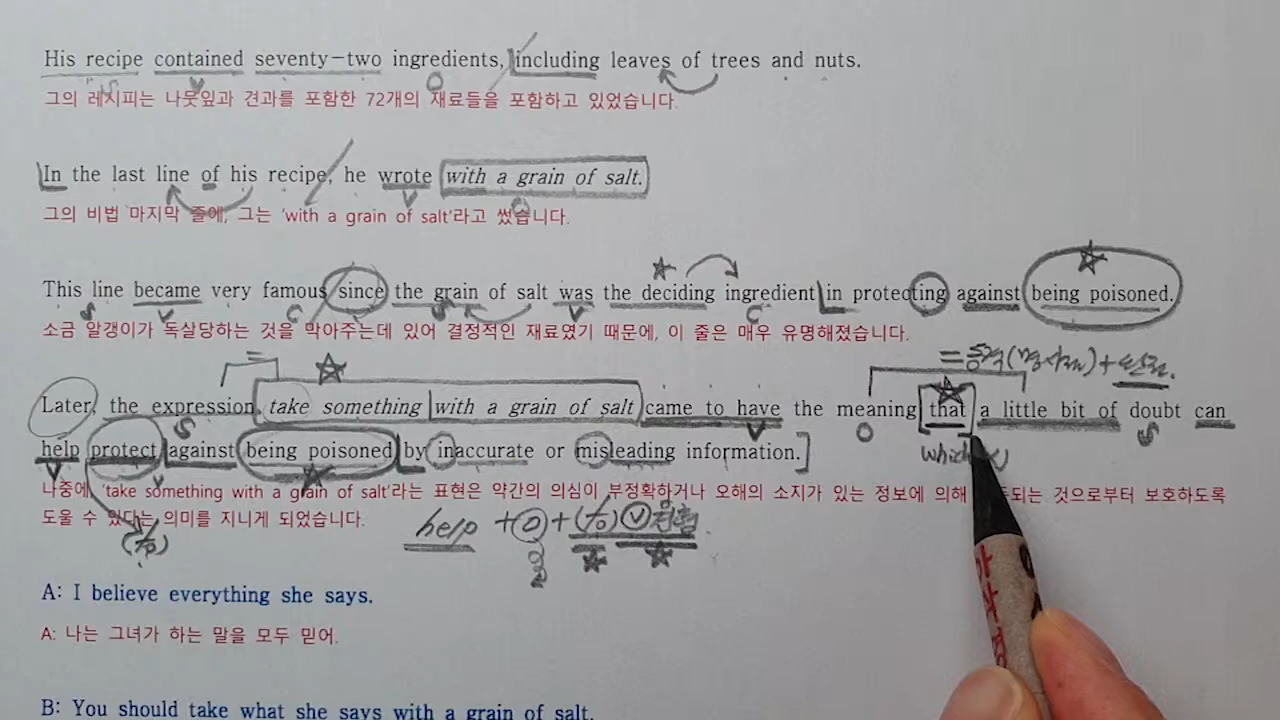 His recipe contained seventy-two ingredients, including leaves of trees and nuts.
그의 레시피는 나뭇잎과 견과를 포함한 72개의 재료들을 포함하고 있었습니다.
In the last line of his recipe, he wrote with a grain of salt.
그의 비법 마지막 줄에, 그는 'with a grain of salt'라고 썼습니다.
This line became very famous since the grain of salt was the deciding ingredient in protecting against being poisoned.
소금 알갱이가 독살당하는 것을 막아주는데 있어 결정적인 재료였기 때문에, 이 줄은 매우 유명해졌습니다.
=동격(명사절)+완전.
Later, the expression, take something with a grain of salt came to have the meaning that a little bit of doubt can
help protect against being poisoned by inaccurate or misleading information.
which X
나중에 'take something with a grain of salt'라는 표현은 약간의 의심이 부정확하거나 오해의 소지가 있는 정보에 의해 되는 것으로부터 보호하도록
도울 수 있다는 의미를 지니게 되었습니다.
help +O+(to) V원형
(to)
A: I believe everything she says.
A: 나는 그녀가 하는 말을 모두 믿어.
B: You should take what she says with a grain of salt.